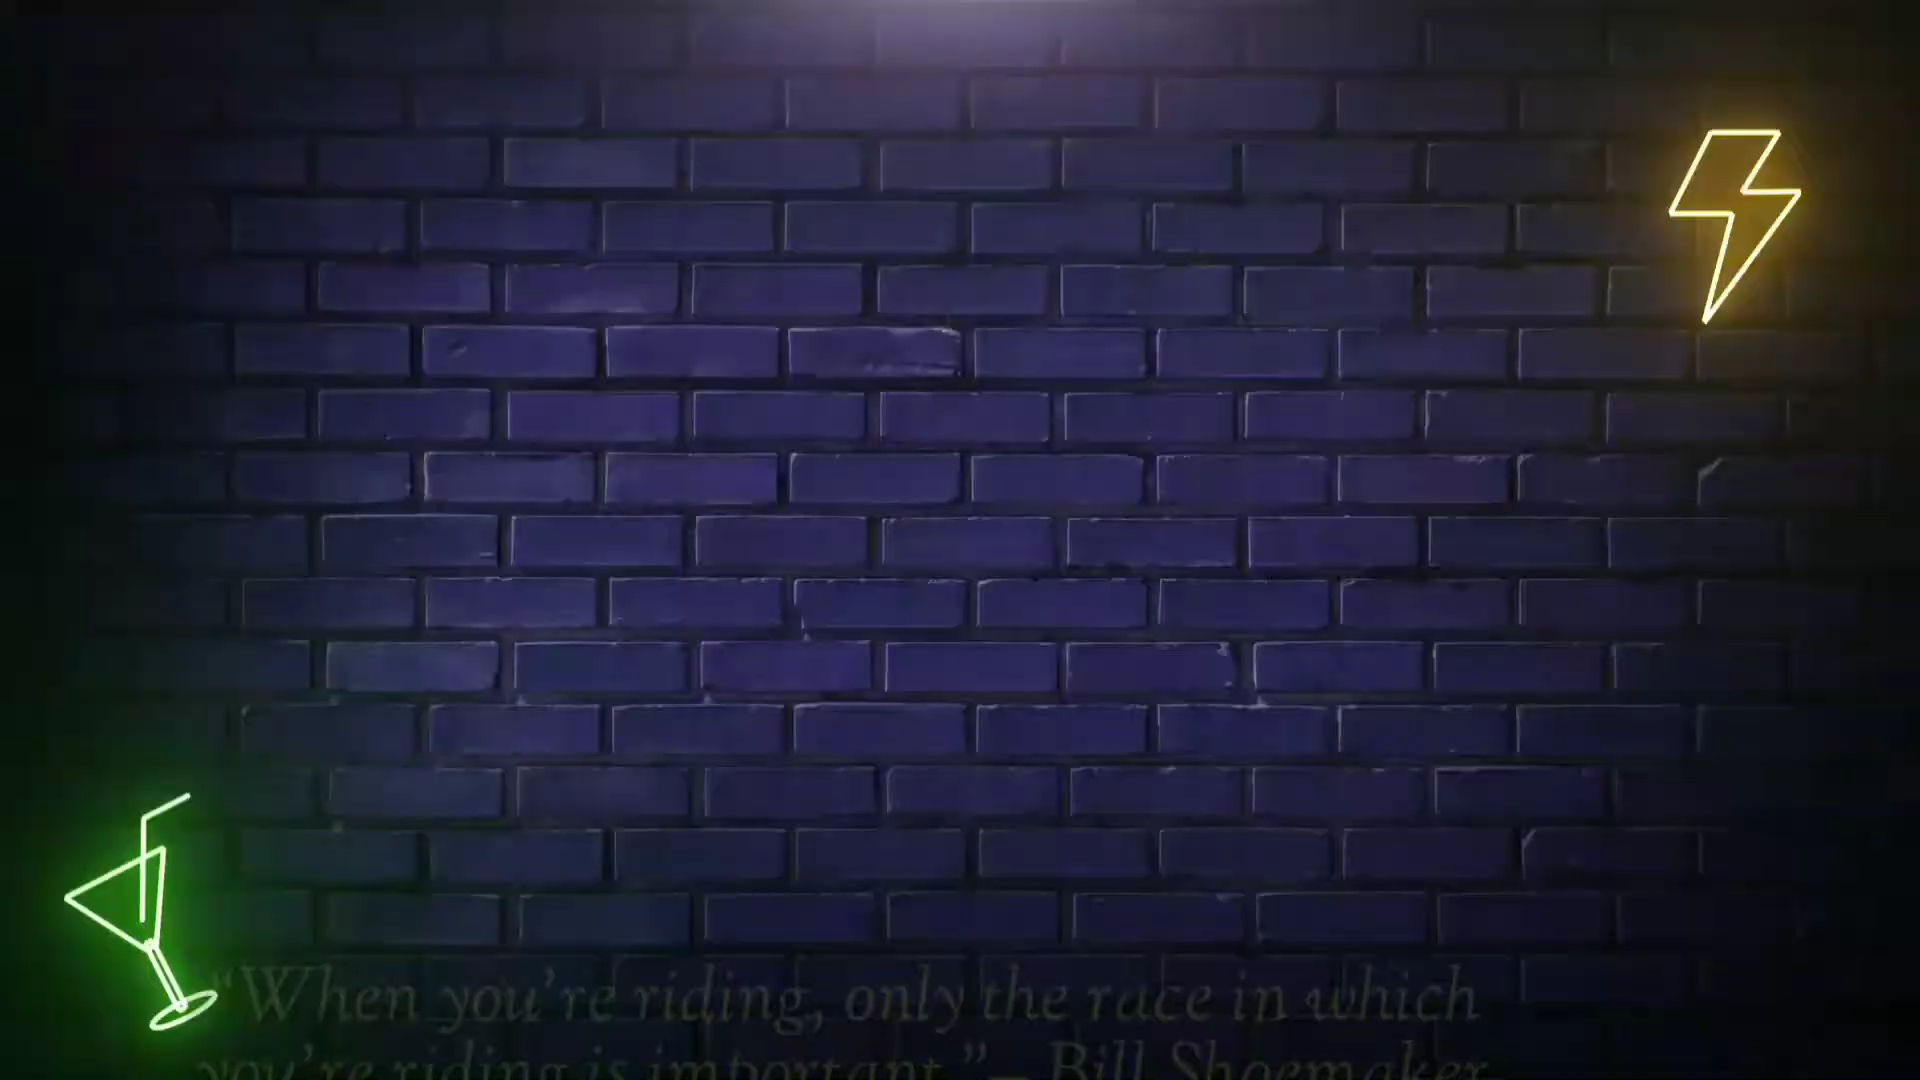 “When you’re riding, only the race in which
you’re riding is important.” – Bill Shoemaker